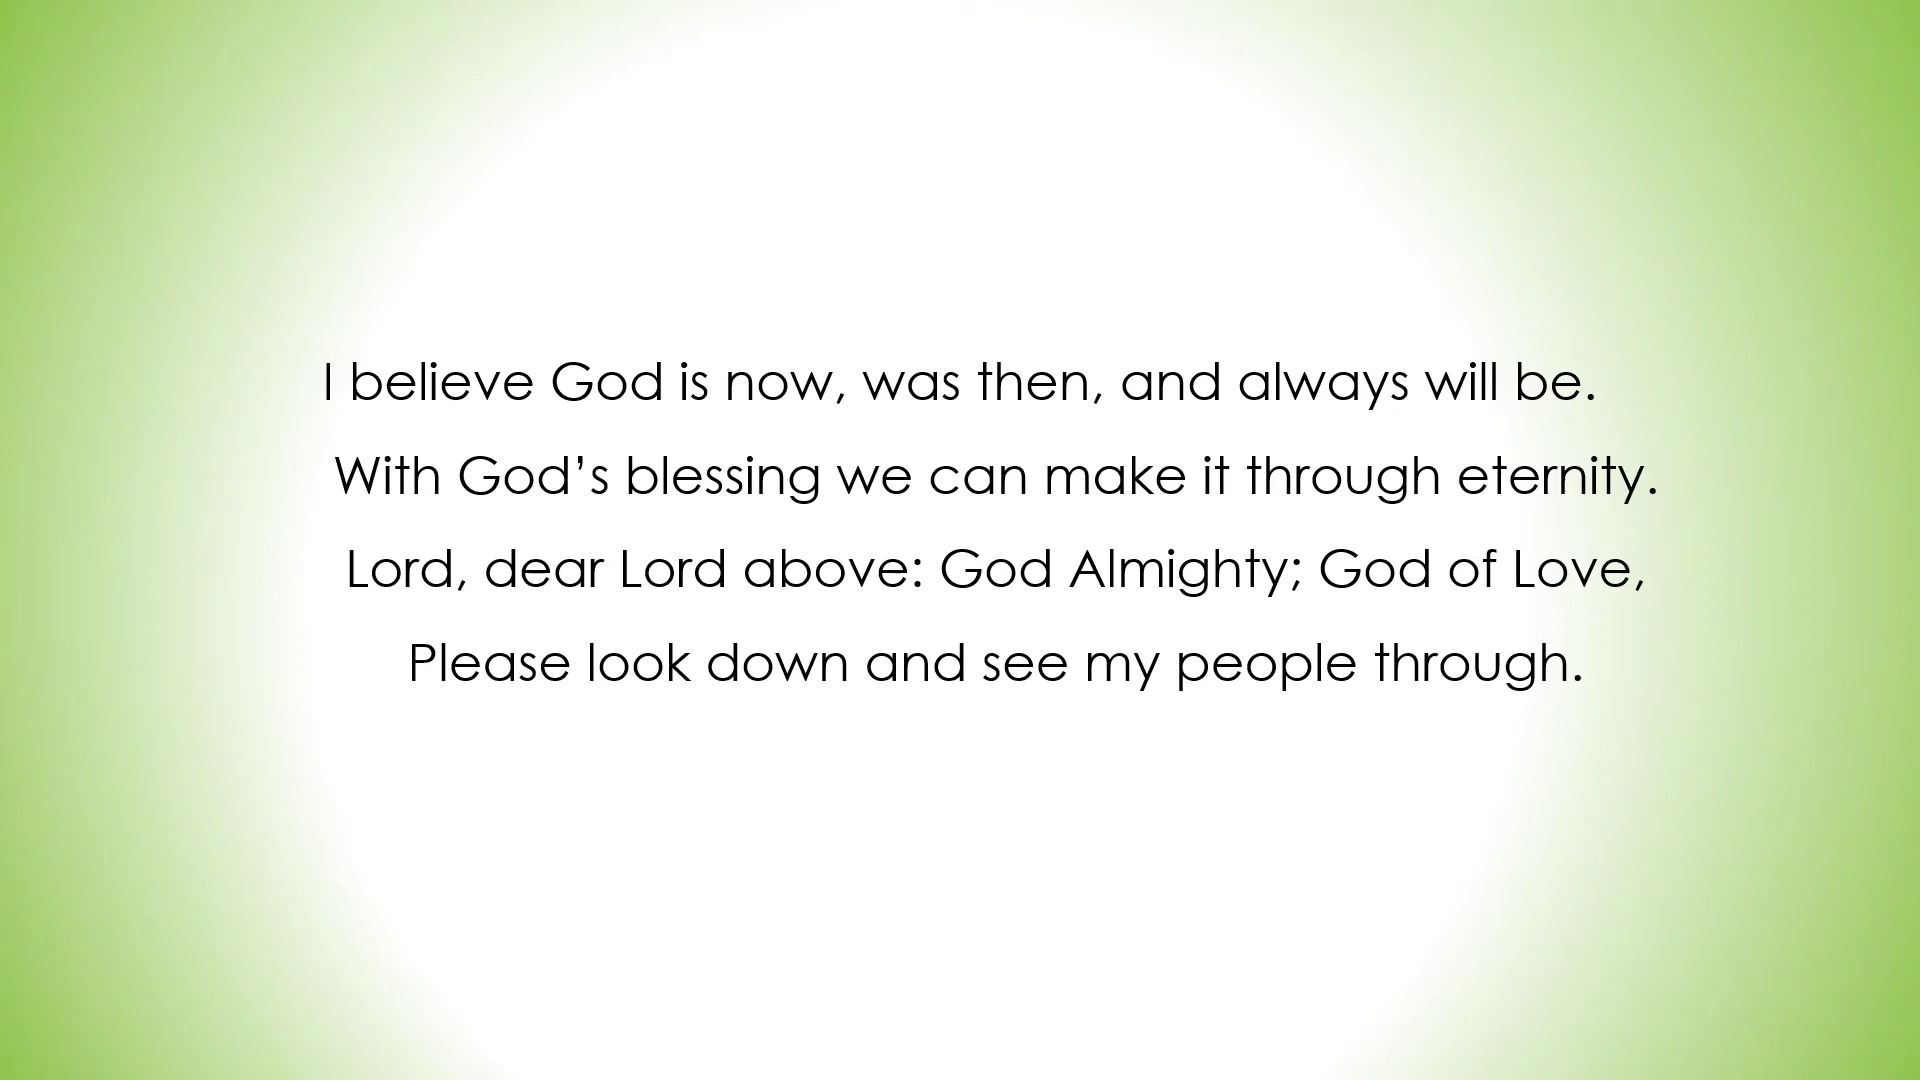 I believe God is now, was then, and always will be.
With God’s blessing we can make it through eternity.
Lord, dear Lord above: God Almighty; God of Love,
Please look down and see my people through.